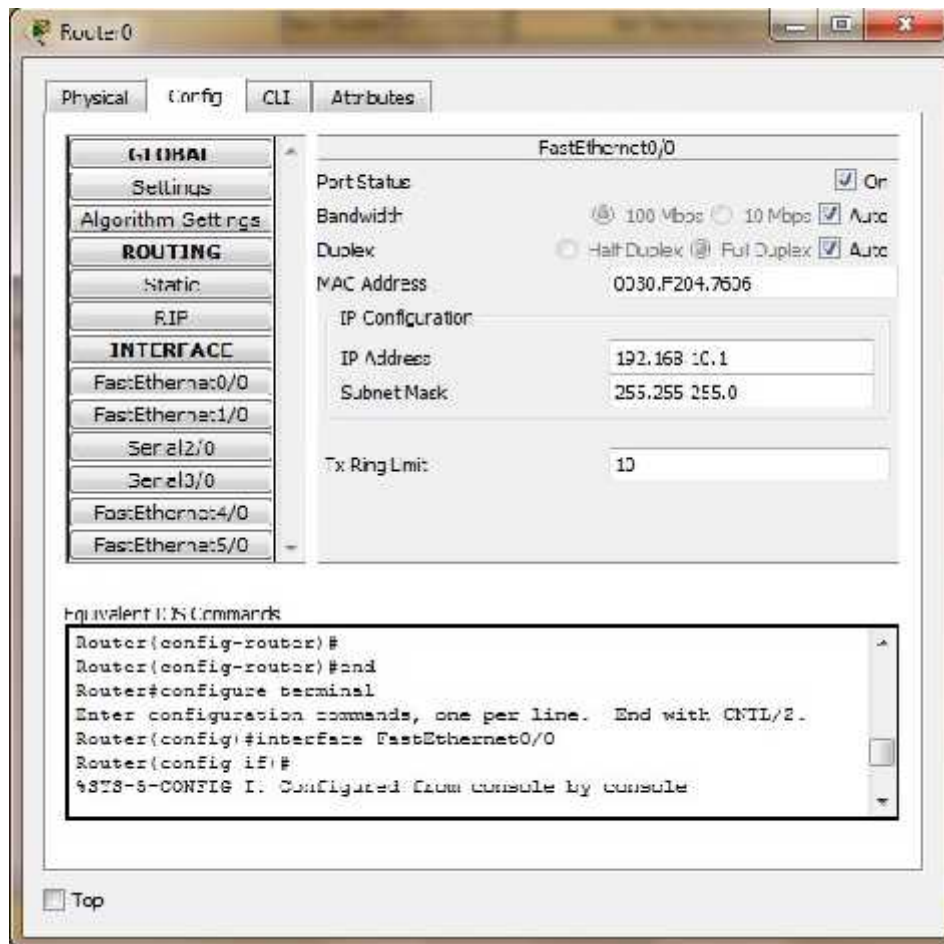 Router0
Physical Config CLI Attributes
GLOBAL
Settings
Algorithm Settings
ROUTING
Static
RIP
INTERFACE
FastEthernet0/0
FastEthernet1/0
Serial2/0
Serial3/0
FastEthernet4/0
FastEthernet5/0
FastEthernet0/0
Port Status On
Bandwidth 100 Mbps 10 Mbps Auto
Duplex Half Duplex Full Duplex Auto
MAC Address
IP Configuration
IP Address 192.168.10.1
Subnet Mask 255.255.255.0
Tx Ring Limit 10
Equivalent IOS Commands
Router(config-router)#
Router(config-router)#end
Router#configure terminal
Enter configuration commands, one per line. End with CNTL/Z.
Router(config)#interface FastEthernet0/0
Router(config-if)#
%SYS-5-CONFIG_I: Configured from console by console
Top